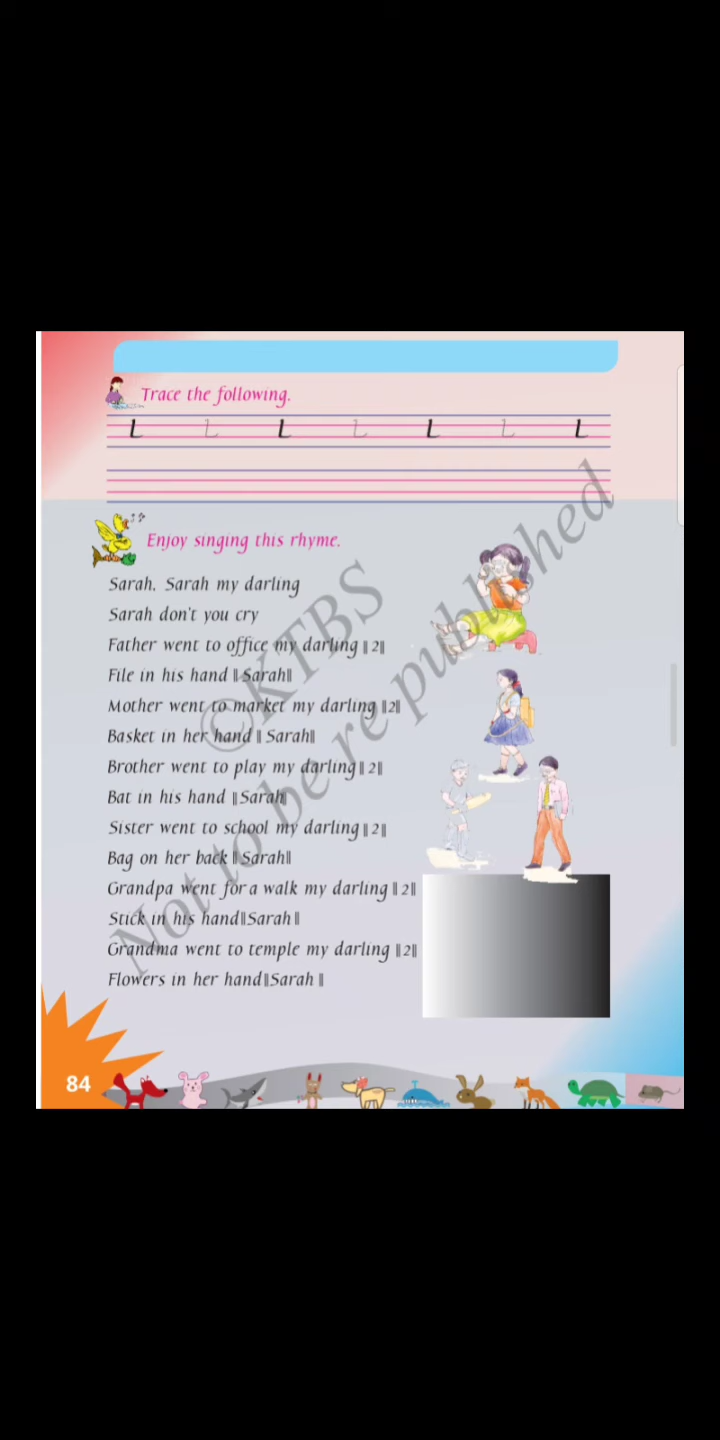 Trace the following.
L L L L L L L
Enjoy singing this rhyme.
Sarah, Sarah my darling
Sarah don't you cry
Father went to office my darling || 2||
File in his hand || Sarah||
Mother went to market my darling ||2||
Basket in her hand || Sarah||
Brother went to play my darling || 2||
Bat in his hand ||Sarah||
Sister went to school my darling || 2||
Bag on her back || Sarah||
Grandpa went for a walk my darling || 2||
Stick in his hand||Sarah ||
Grandma went to temple my darling ||2||
Flowers in her hand||Sarah ||
84
©KTBS
Not to be re published